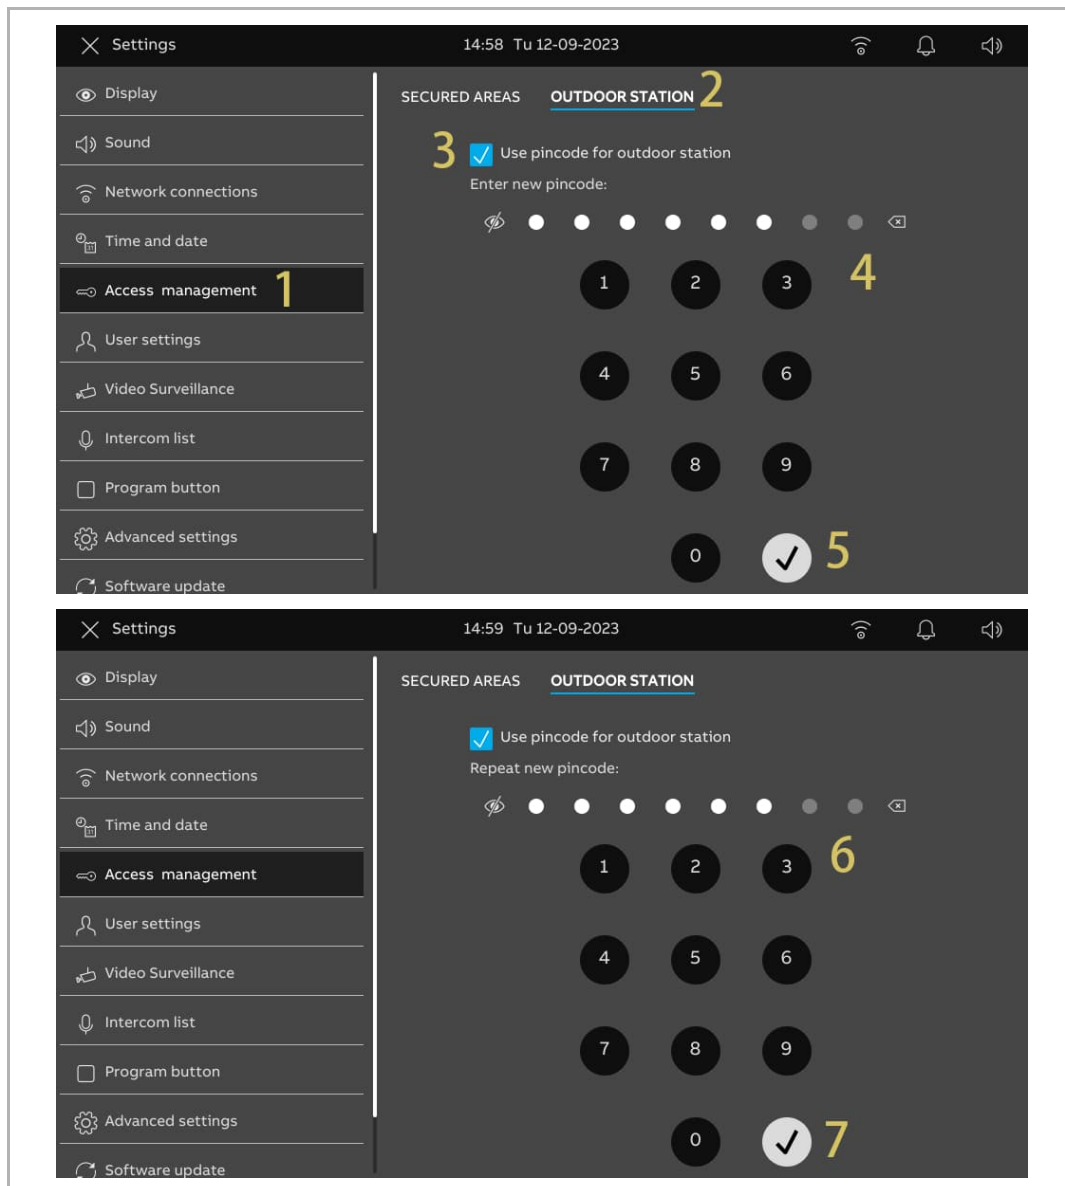 Settings 14:58 Tu 12-09-2023
Display
Sound
Network connections
Time and date
Access management 1
User settings
Video Surveillance
Intercom list
Program button
Advanced settings
Software update
SECURED AREAS OUTDOOR STATION 2
3 Use pincode for outdoor station
Enter new pincode:
1 2 3 4
4 5 6
7 8 9
0 5
Settings 14:59 Tu 12-09-2023
Display
Sound
Network connections
Time and date
Access management
User settings
Video Surveillance
Intercom list
Program button
Advanced settings
Software update
SECURED AREAS OUTDOOR STATION
Use pincode for outdoor station
Repeat new pincode:
1 2 3 6
4 5 6
7 8 9
0 7